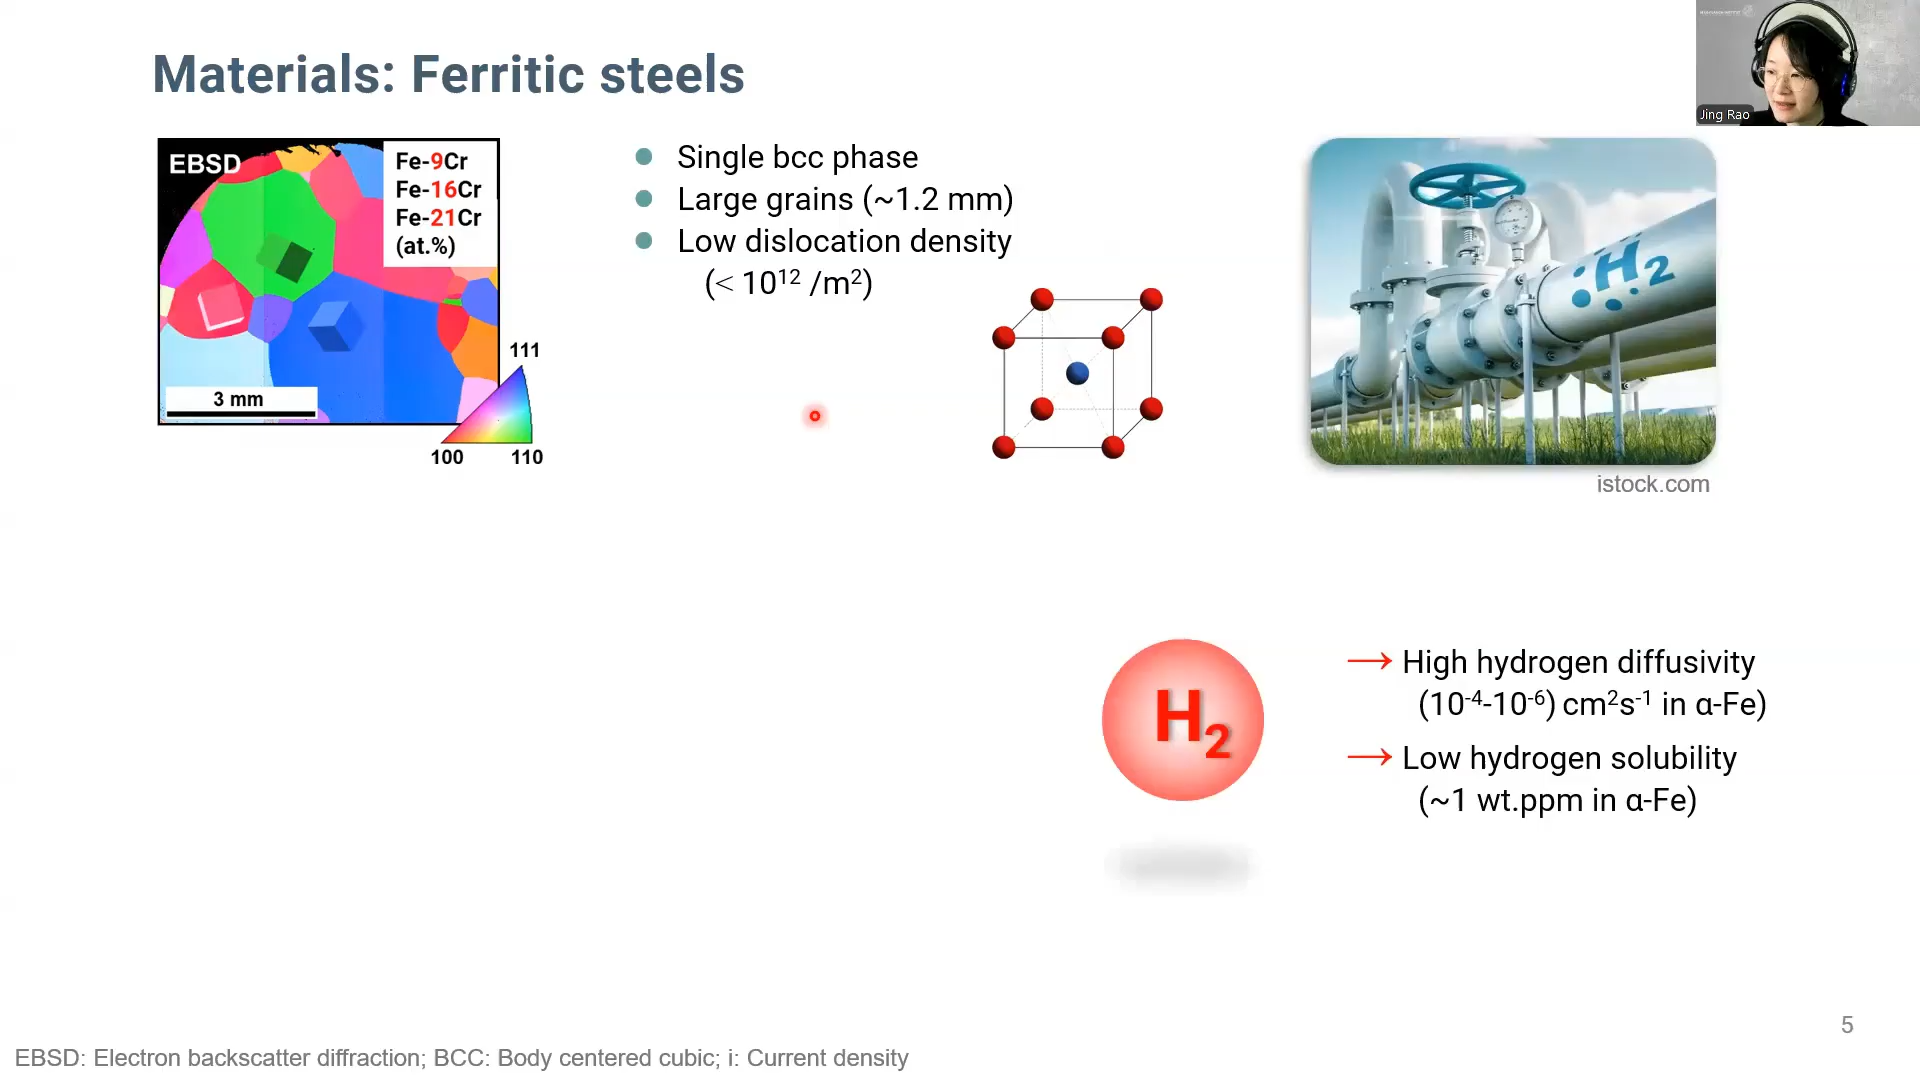 Materials: Ferritic steels
EBSD
Fe-9Cr
Fe-16Cr
Fe-21Cr
(at.%)
3 mm
111
100
110
Single bcc phase
Large grains (~1.2 mm)
Low dislocation density
(< 10¹² /m²)
H2
istock.com
Jing Rao
H₂
High hydrogen diffusivity
(10⁻⁴-10⁻⁶) cm²s⁻¹ in α-Fe)
Low hydrogen solubility
(~1 wt.ppm in α-Fe)
5
EBSD: Electron backscatter diffraction; BCC: Body centered cubic; i: Current density